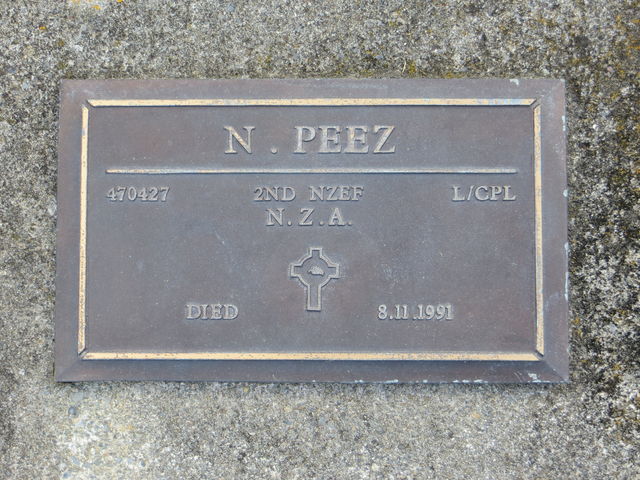 N. PEEZ
470427 2ND NZEF L/CPL
N.Z.A.
DIED 8.11.1991